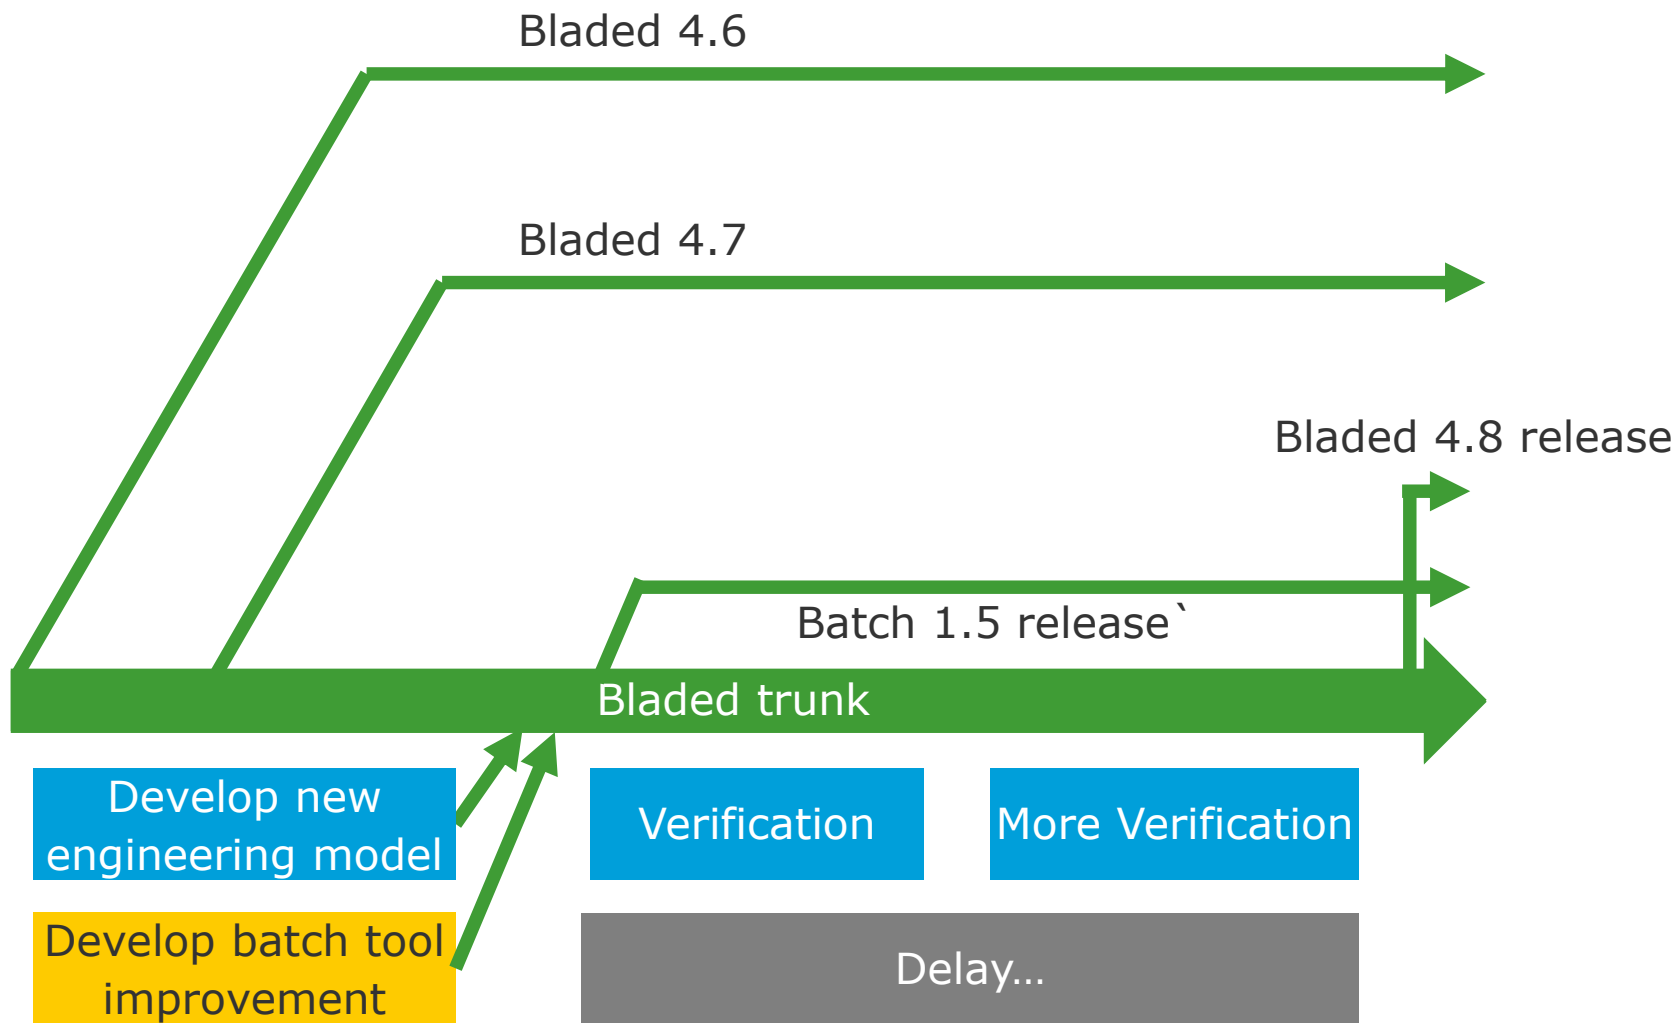 Bladed 4.6
Bladed 4.7
Bladed 4.8 release
Batch 1.5 release`
Bladed trunk
Develop new
engineering model
Verification
More Verification
Develop batch tool
improvement
Delay...